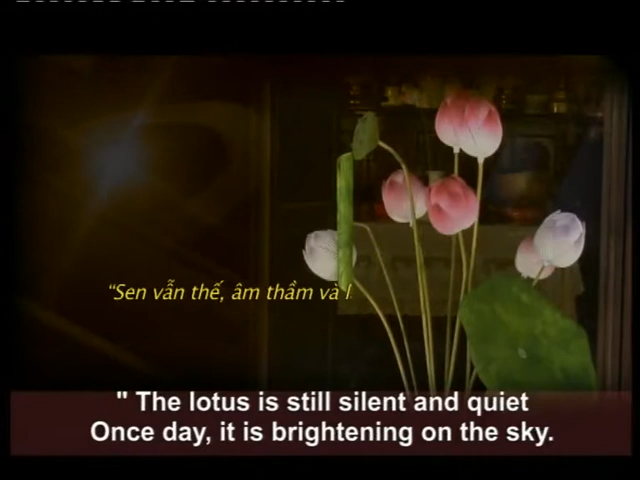 “Sen vẫn thế, âm thầm và
" The lotus is still silent and quiet
Once day, it is brightening on the sky.